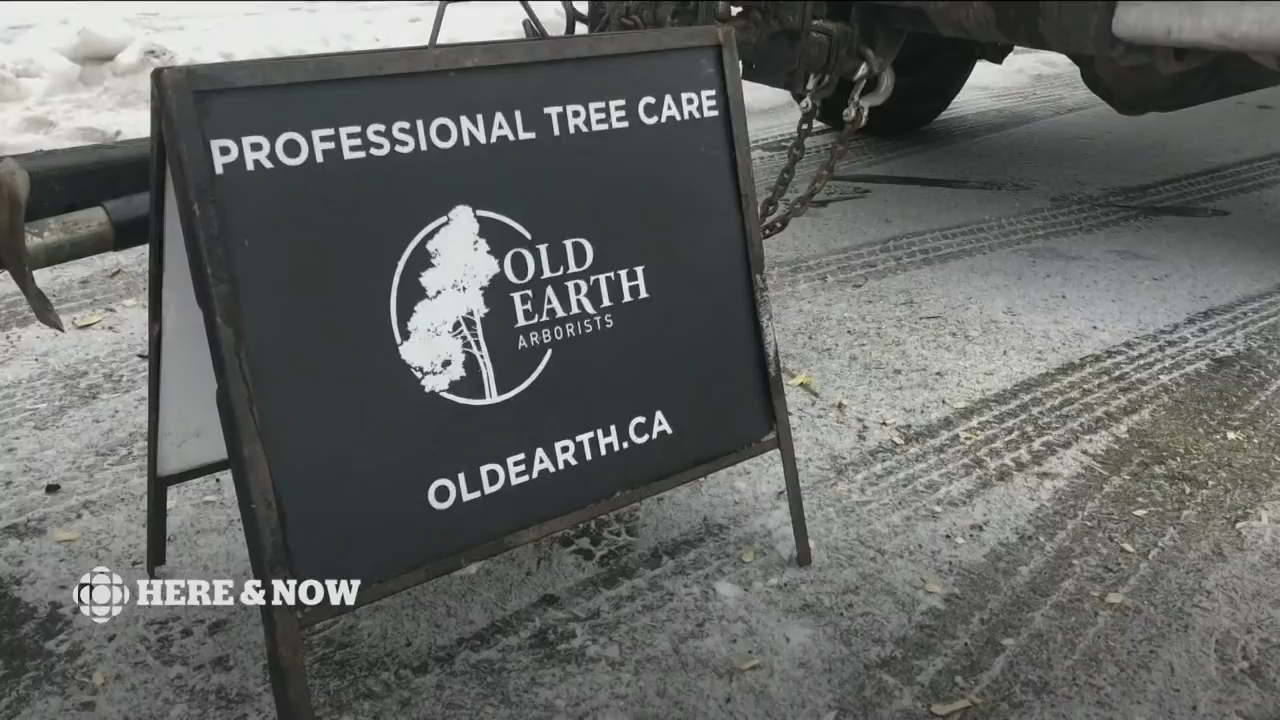 PROFESSIONAL TREE CARE
OLD
EARTH
ARBORISTS
OLDEARTH.CA
HERE & NOW